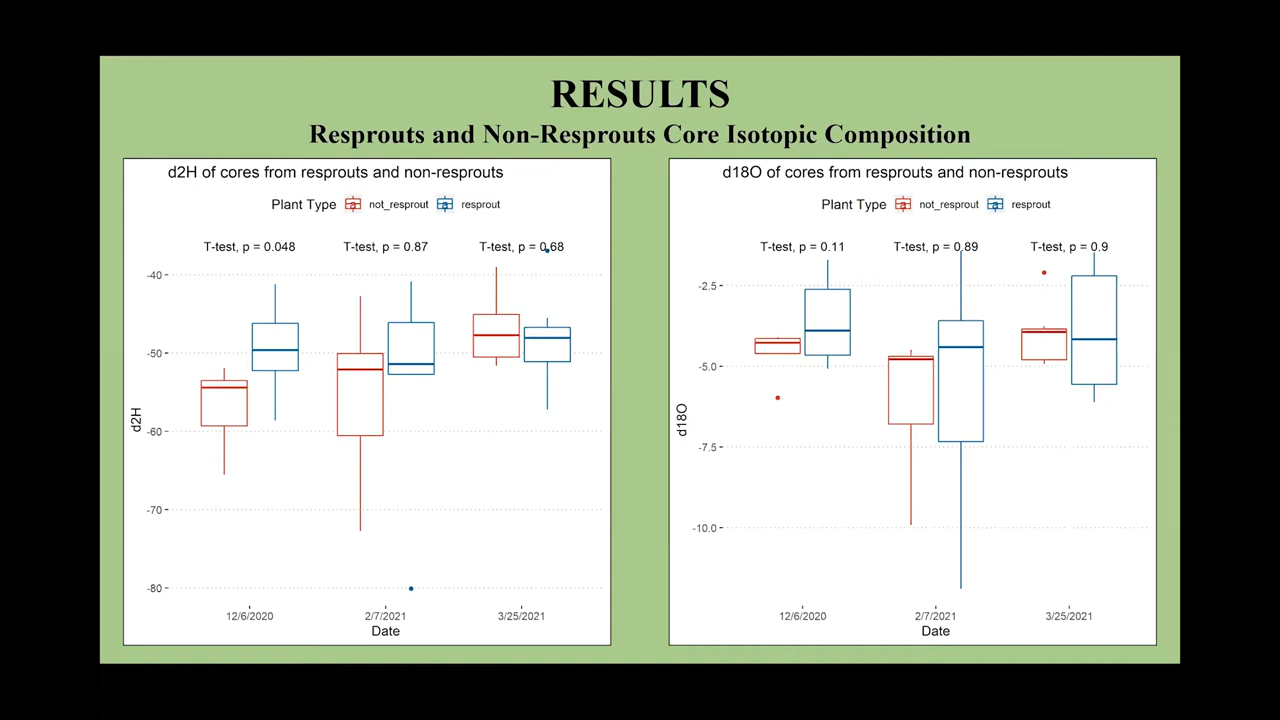 RESULTS
Resprouts and Non-Resprouts Core Isotopic Composition
d2H of cores from resprouts and non-resprouts
Plant Type a not_resprout a resprout
T-test, p = 0.048 T-test, p = 0.87 T-test, p = 0.68
-40
-50
-60
-70
-80
d2H
12/6/2020 2/7/2021 3/25/2021
Date
d18O of cores from resprouts and non-resprouts
Plant Type a not_resprout a resprout
T-test, p = 0.11 T-test, p = 0.89 T-test, p = 0.9
-2.5
-5.0
-7.5
-10.0
d18O
12/6/2020 2/7/2021 3/25/2021
Date